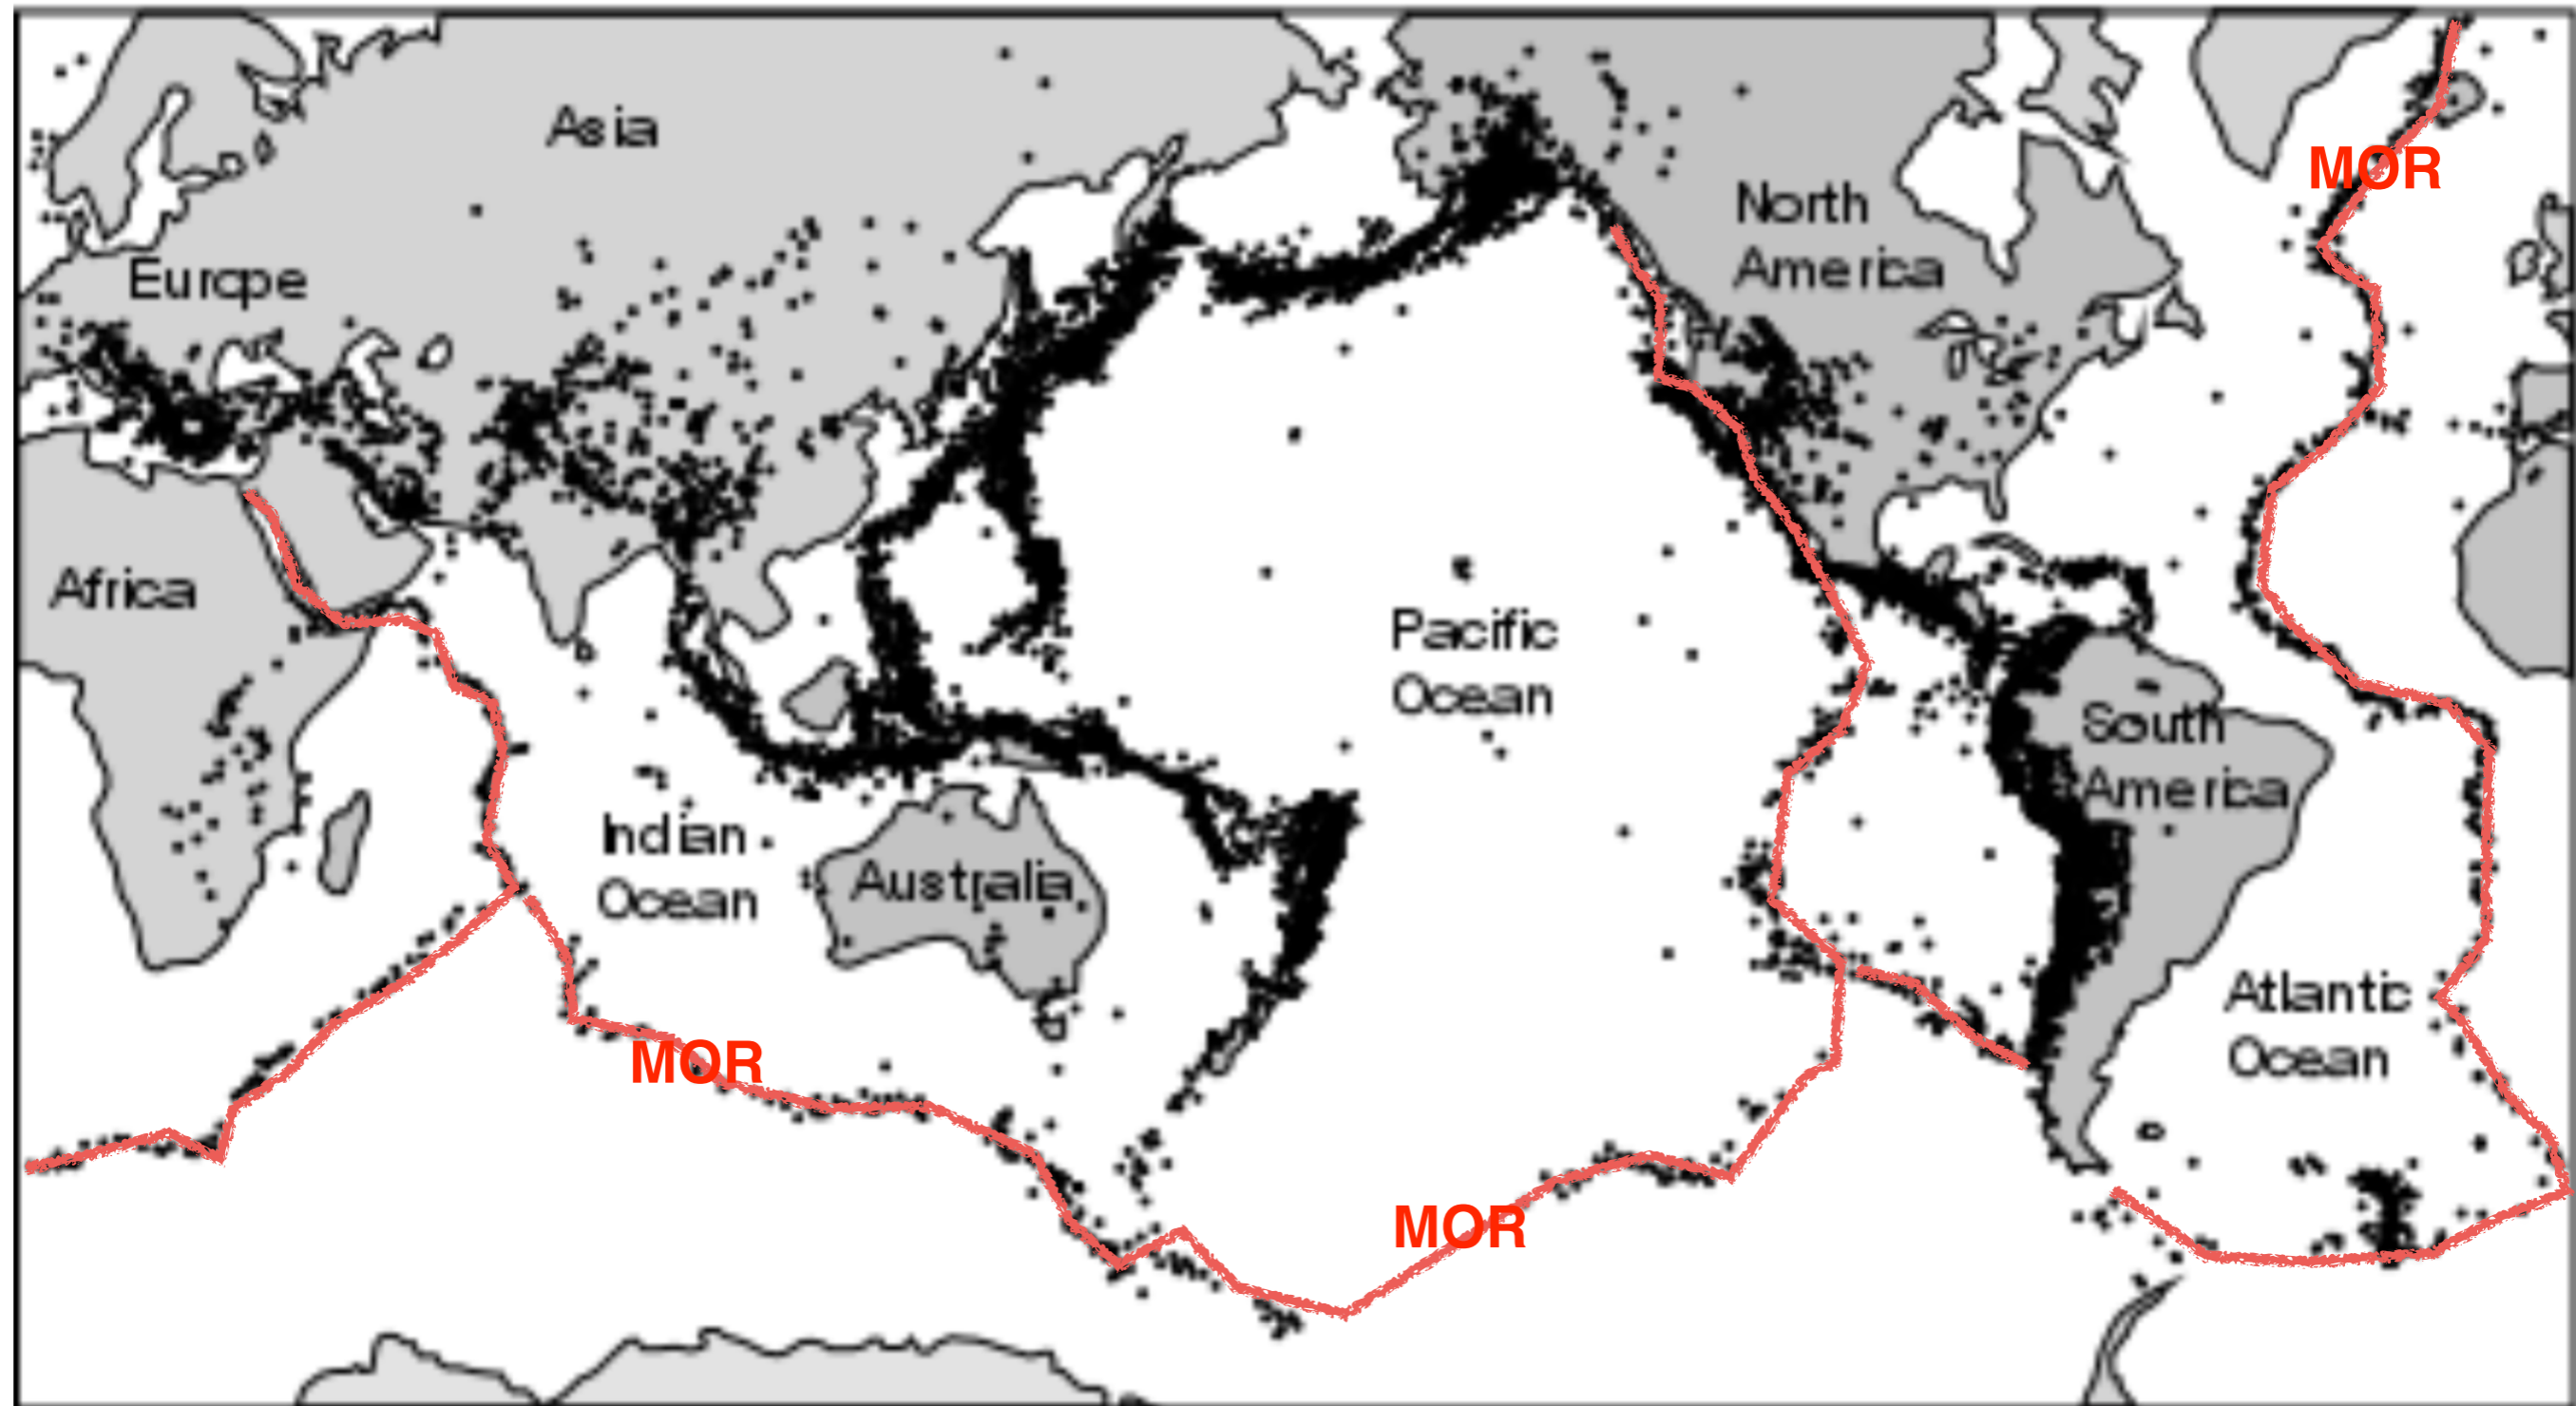 Asia
MOR
North
America
Europe
Africa
Pacific
Ocean
South
America
Indian
Ocean
Australia
Atlantic
Ocean
MOR
MOR